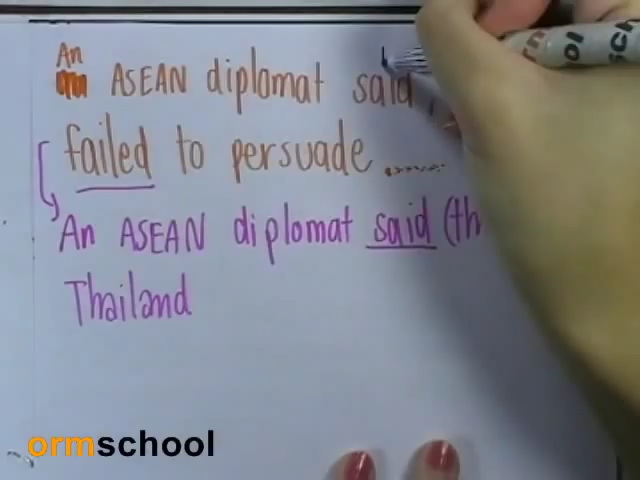 An
ASEAN diplomat said
failed to persuade ........
An ASEAN diplomat said (th
Thailand
ormschool